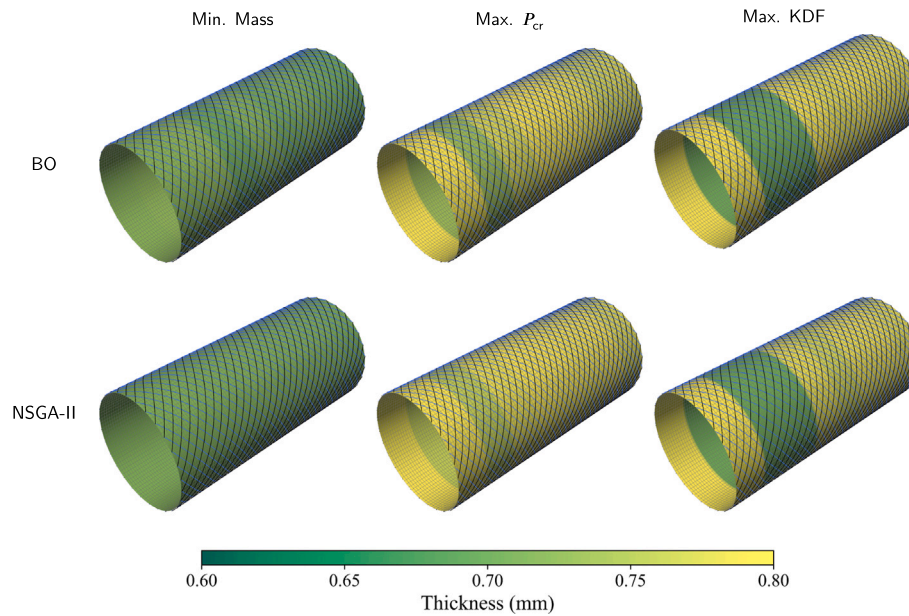 Min. Mass
Max. Pcr
Max. KDF
BO
NSGA-II
0.60 0.65 0.70 0.75 0.80
Thickness (mm)